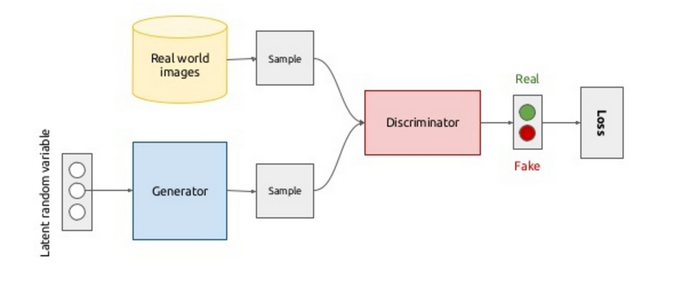 Real world
images
Sample
Real
Discriminator
Loss
Fake
Latent random variable
Generator
Sample